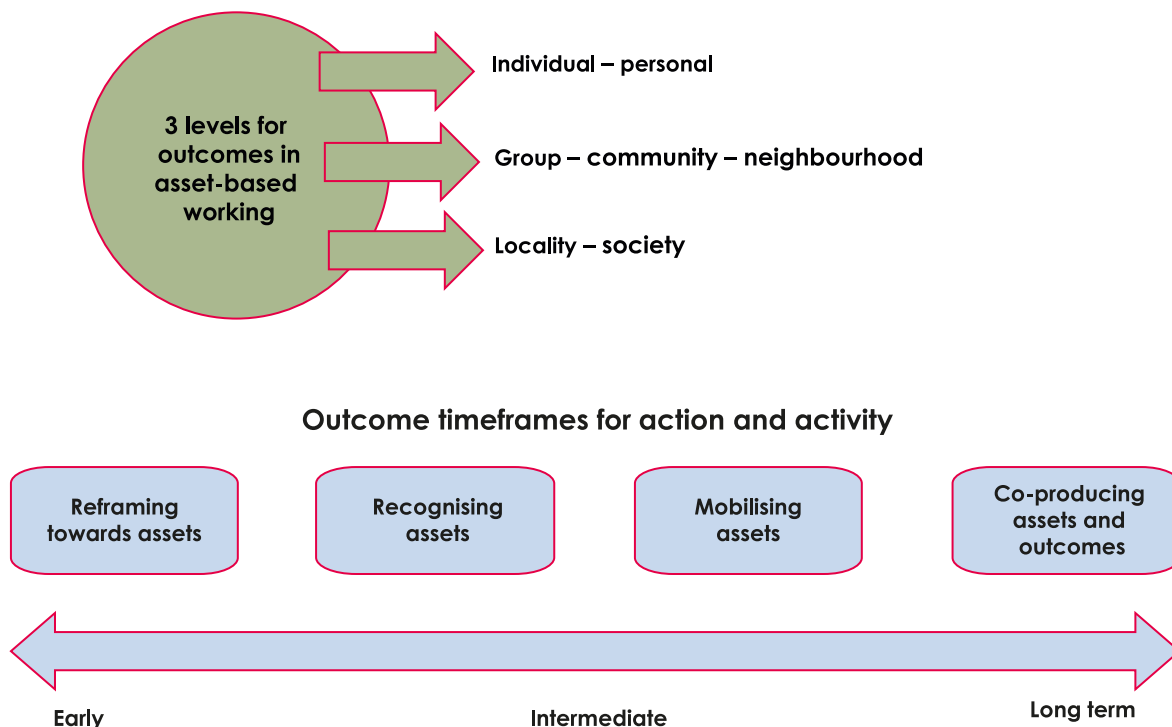 3 levels for
outcomes in
asset-based
working
Individual – personal
Group – community – neighbourhood
Locality – society
Outcome timeframes for action and activity
Reframing
towards assets
Recognising
assets
Mobilising
assets
Co-producing
assets and
outcomes
Early
Intermediate
Long term